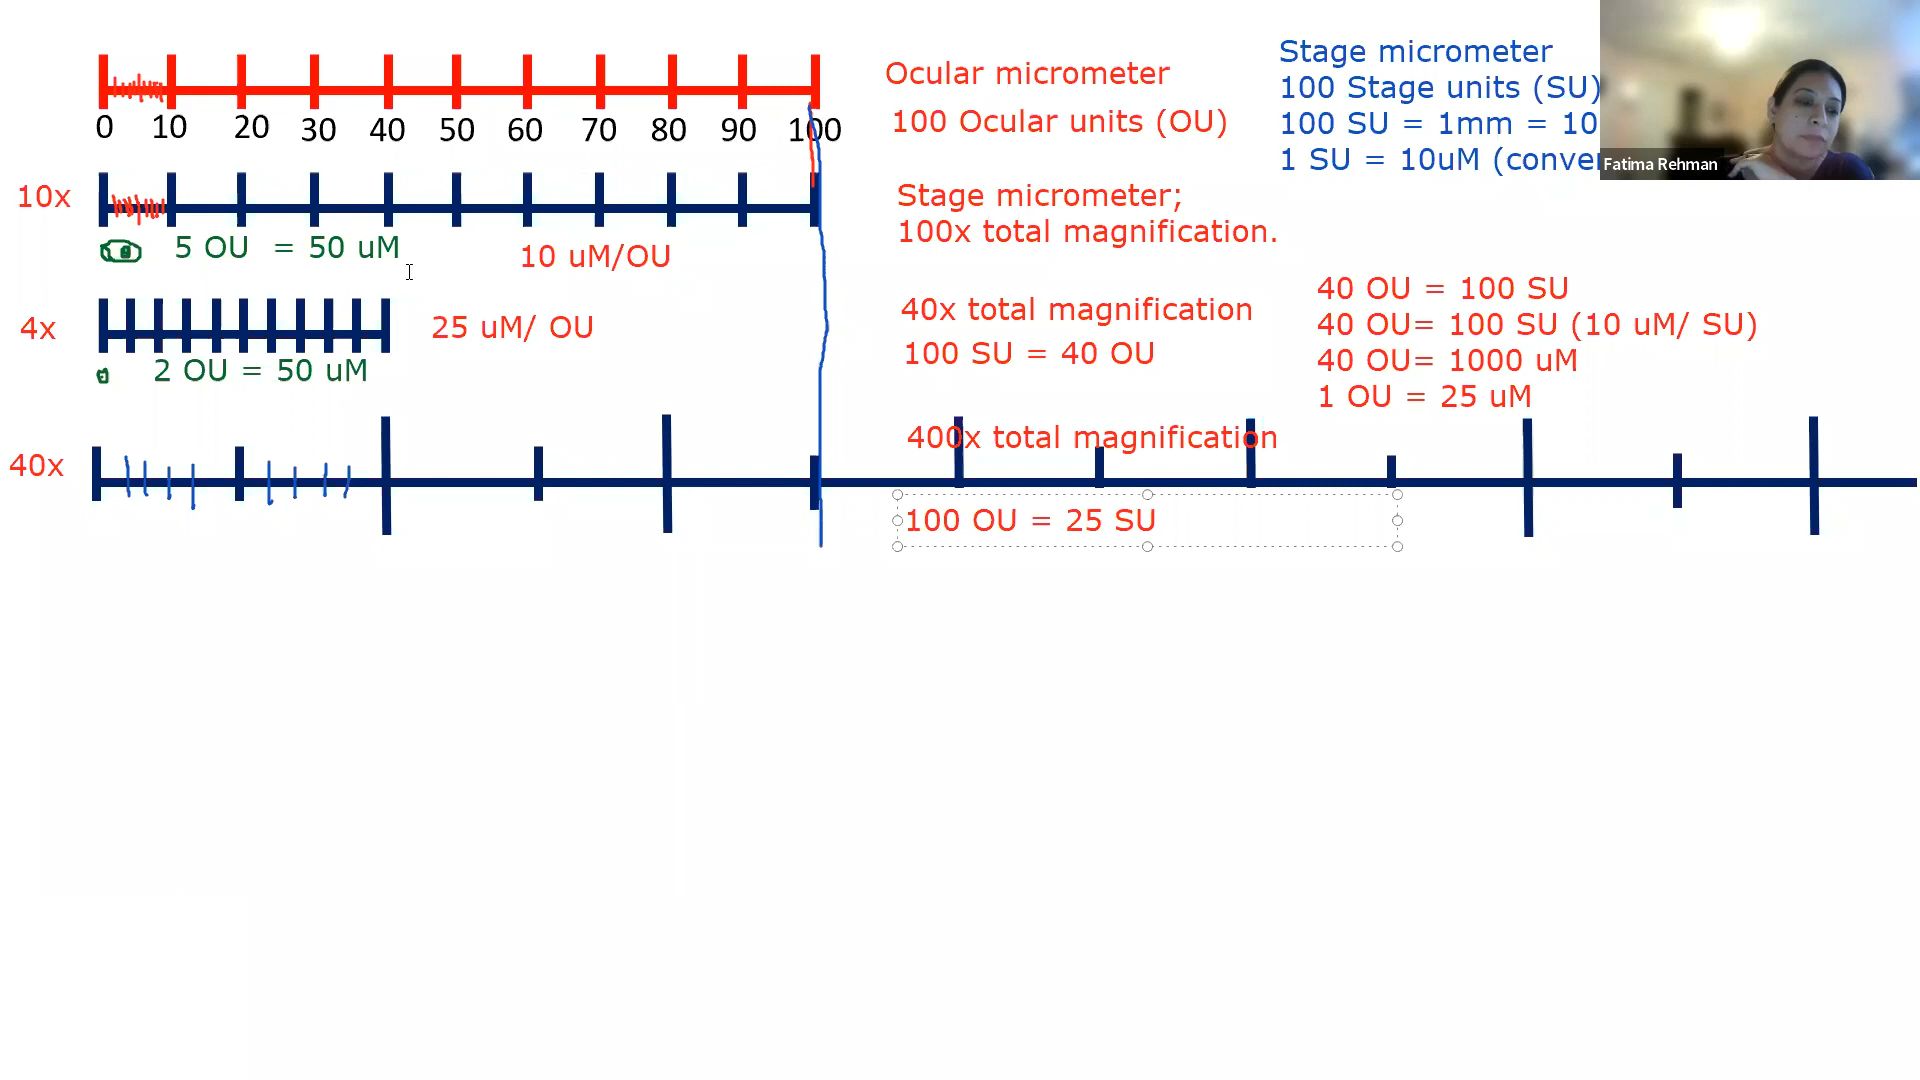 0 10 20 30 40 50 60 70 80 90 100
Ocular micrometer
100 Ocular units (OU)
Stage micrometer
100 Stage units (SU)
100 SU = 1mm = 10
1 SU = 10uM (conver
Fatima Rehman
10x
Stage micrometer;
100x total magnification.
5 OU = 50 uM
10 uM/OU
4x
25 uM/ OU
2 OU = 50 uM
40x total magnification
100 SU = 40 OU
40 OU = 100 SU
40 OU= 100 SU (10 uM/ SU)
40 OU= 1000 uM
1 OU = 25 uM
40x
400x total magnification
100 OU = 25 SU